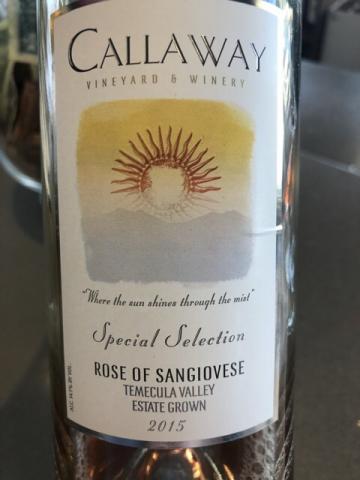 CALLAWAY
VINEYARD & WINERY
"Where the sun shines through the mist"
Special Selection
ROSE OF SANGIOVESE
TEMECULA VALLEY
ESTATE GROWN
2015